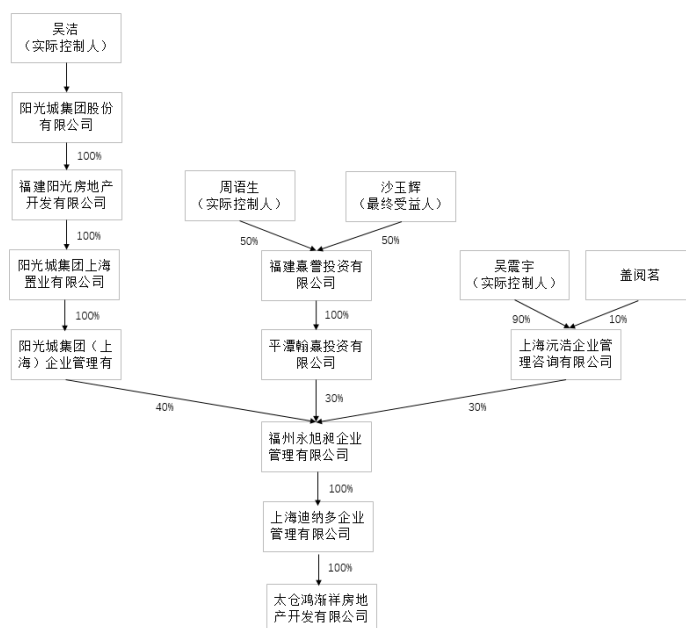 吴洁
（实际控制人）
阳光城集团股份
有限公司
100%
福建阳光房地产
开发有限公司
100%
阳光城集团上海
置业有限公司
100%
阳光城集团（上
海）企业管理有
40%
周语生
（实际控制人）
沙玉辉
（最终受益人）
50%
50%
福建熹誉投资有
限公司
100%
平潭翰熹投资有
限公司
30%
吴震宇
（实际控制人）
盖阅茗
90%
10%
上海沅浩企业管
理咨询有限公司
30%
福州永旭昶企业
管理有限公司
100%
上海迪纳多企业
管理有限公司
100%
太仓鸿渐祥房地
产开发有限公司